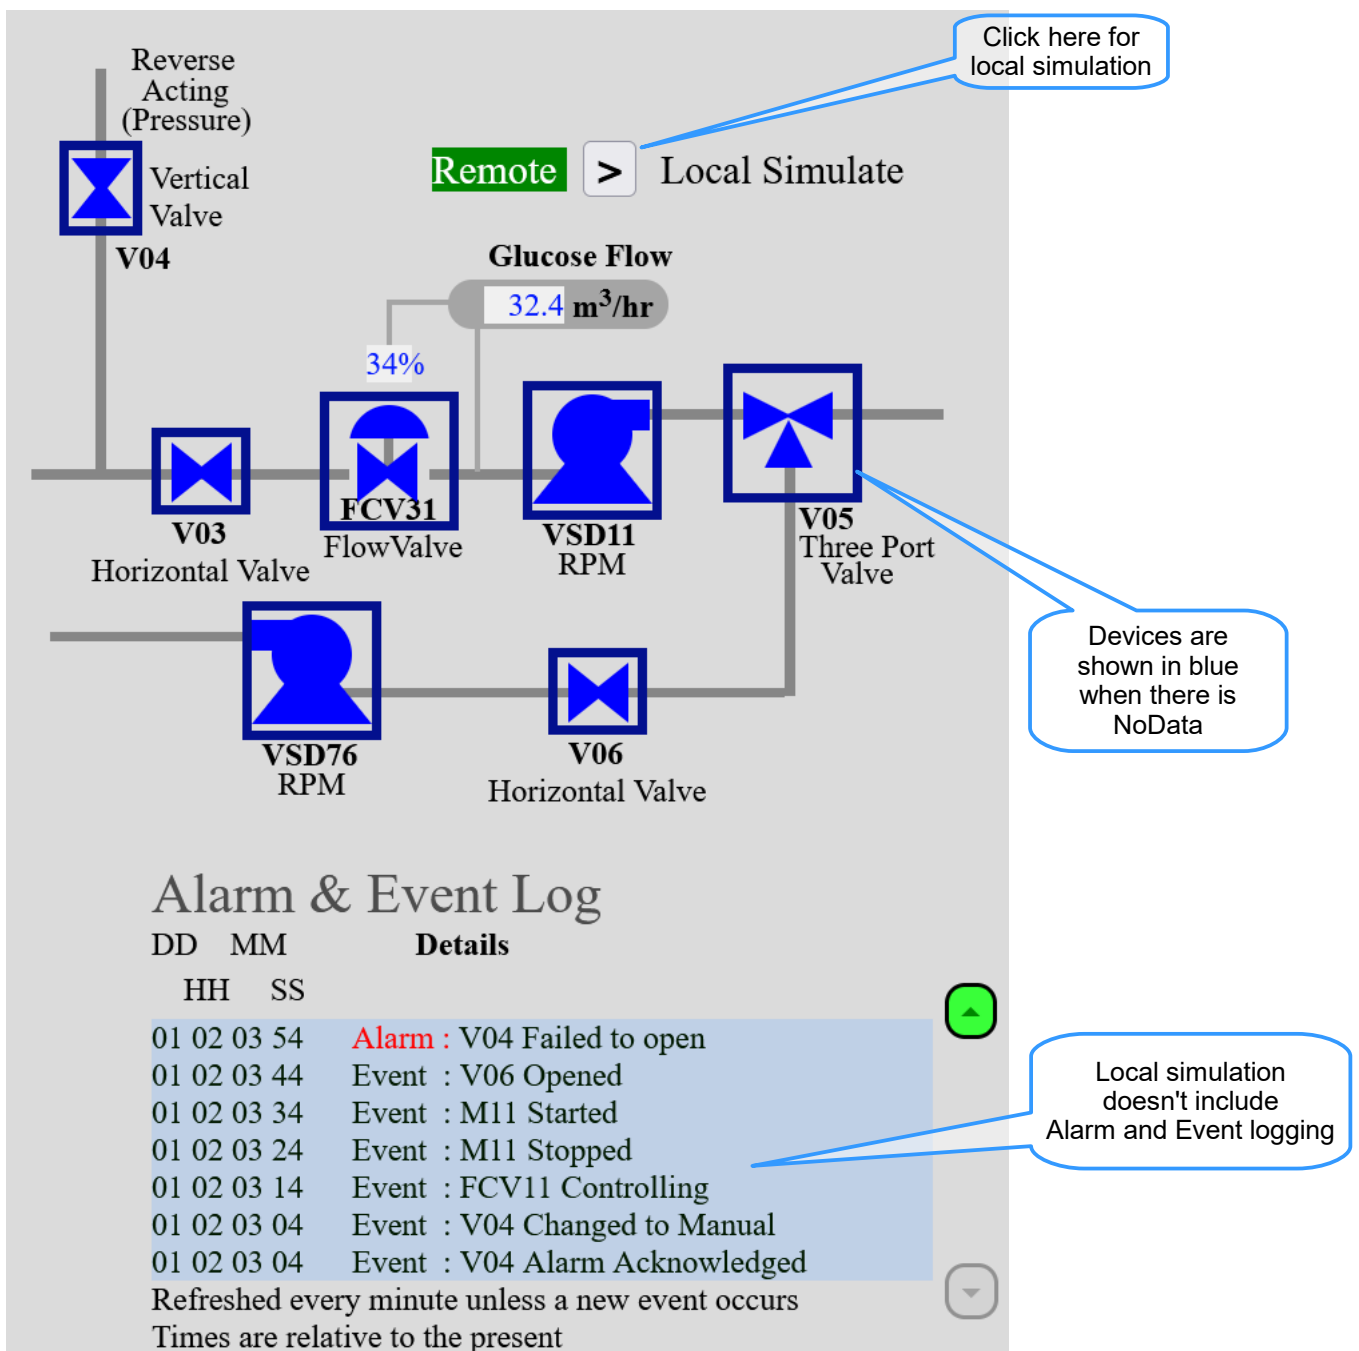 Click here for
local simulation
Reverse
Acting
(Pressure)
Vertical
Valve
V04
Remote > Local Simulate
Glucose Flow
32.4 m³/hr
34%
FCV31
FlowValve
V03
Horizontal Valve
VSD11
RPM
V05
Three Port
Valve
Devices are
shown in blue
when there is
NoData
VSD76
RPM
V06
Horizontal Valve
Alarm & Event Log
DD MM Details
HH SS
01 02 03 54 Alarm : V04 Failed to open
01 02 03 44 Event : V06 Opened
01 02 03 34 Event : M11 Started
01 02 03 24 Event : M11 Stopped
01 02 03 14 Event : FCV11 Controlling
01 02 03 04 Event : V04 Changed to Manual
01 02 03 04 Event : V04 Alarm Acknowledged
Refreshed every minute unless a new event occurs
Times are relative to the present
Local simulation
doesn't include
Alarm and Event logging